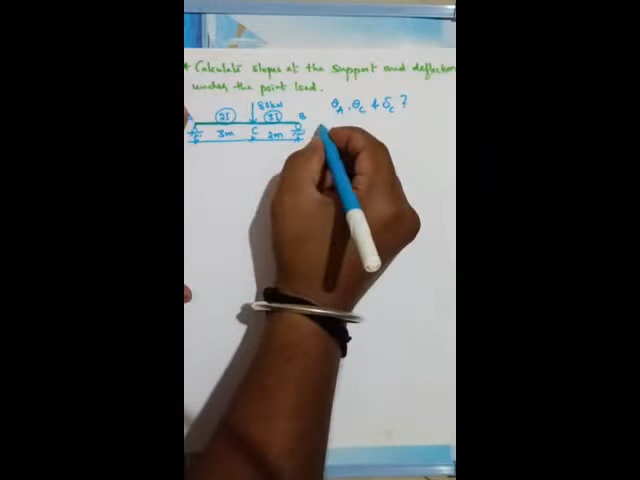 * Calculate slopes at the support and deflection
under the point load.
θA, θC & δC ?
80kN
A 2I 3I B
3m C 2m